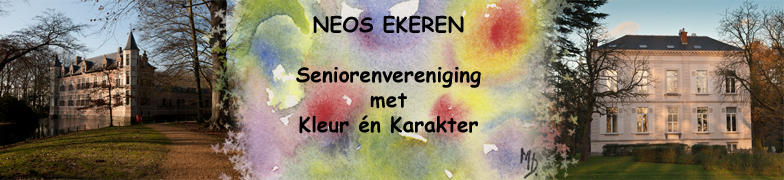 NEOS EKEREN
Seniorenvereniging
met
Kleur én Karakter